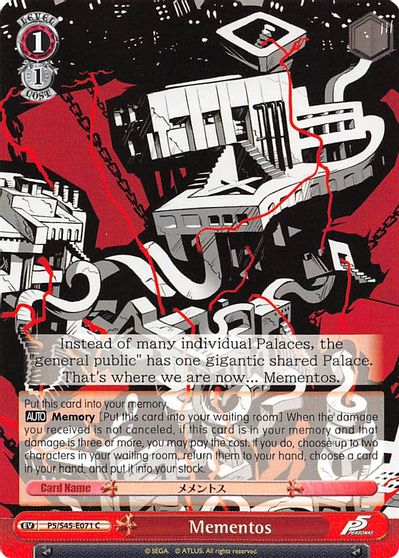 LEVEL
1
1
COST
Instead of many individual Palaces, the
"general public" has one gigantic shared Palace.
That's where we are now... Mementos.
Put this card into your memory.
AUTO Memory [Put this card into your waiting room] When the damage
you received is not canceled, if this card is in your memory and that
damage is three or more, you may pay the cost. If you do, choose up to two
characters in your waiting room, return them to your hand, choose a card
in your hand, and put it into your stock.
Card Name メメントス
EV P5/S45-E071 C Mementos P5 PERSONA5
© SEGA © ATLUS. All rights reserved.